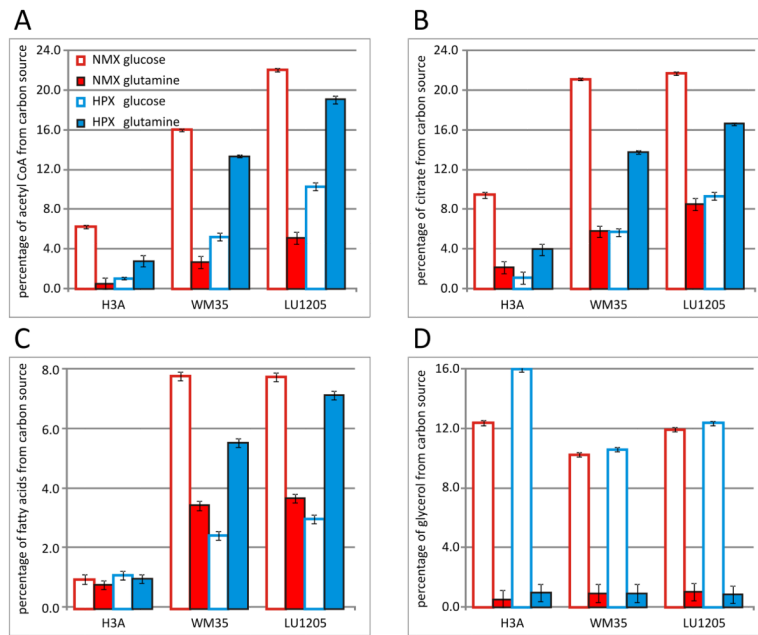 A
percentage of acetyl CoA from carbon source
24.0
20.0
16.0
12.0
8.0
4.0
0.0
NMX glucose
NMX glutamine
HPX glucose
HPX glutamine
H3A WM35 LU1205
B
percentage of citrate from carbon source
24.0
20.0
16.0
12.0
8.0
4.0
0.0
H3A WM35 LU1205
C
percentage of fatty acids from carbon source
8.0
6.0
4.0
2.0
0.0
H3A WM35 LU1205
D
percentage of glycerol from carbon source
16.0
12.0
8.0
4.0
0.0
H3A WM35 LU1205